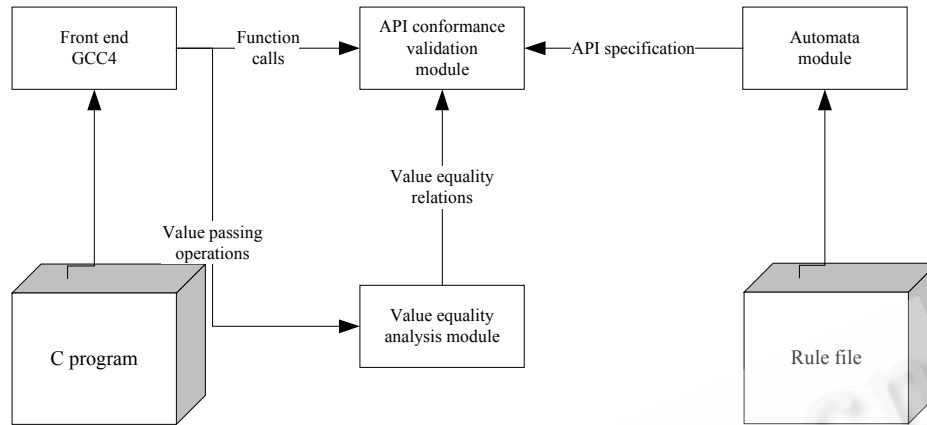 Front end
GCC4
Function
calls
API conformance
validation
module
API specification
Automata
module
Value equality
relations
Value passing
operations
C program
Value equality
analysis module
Rule file